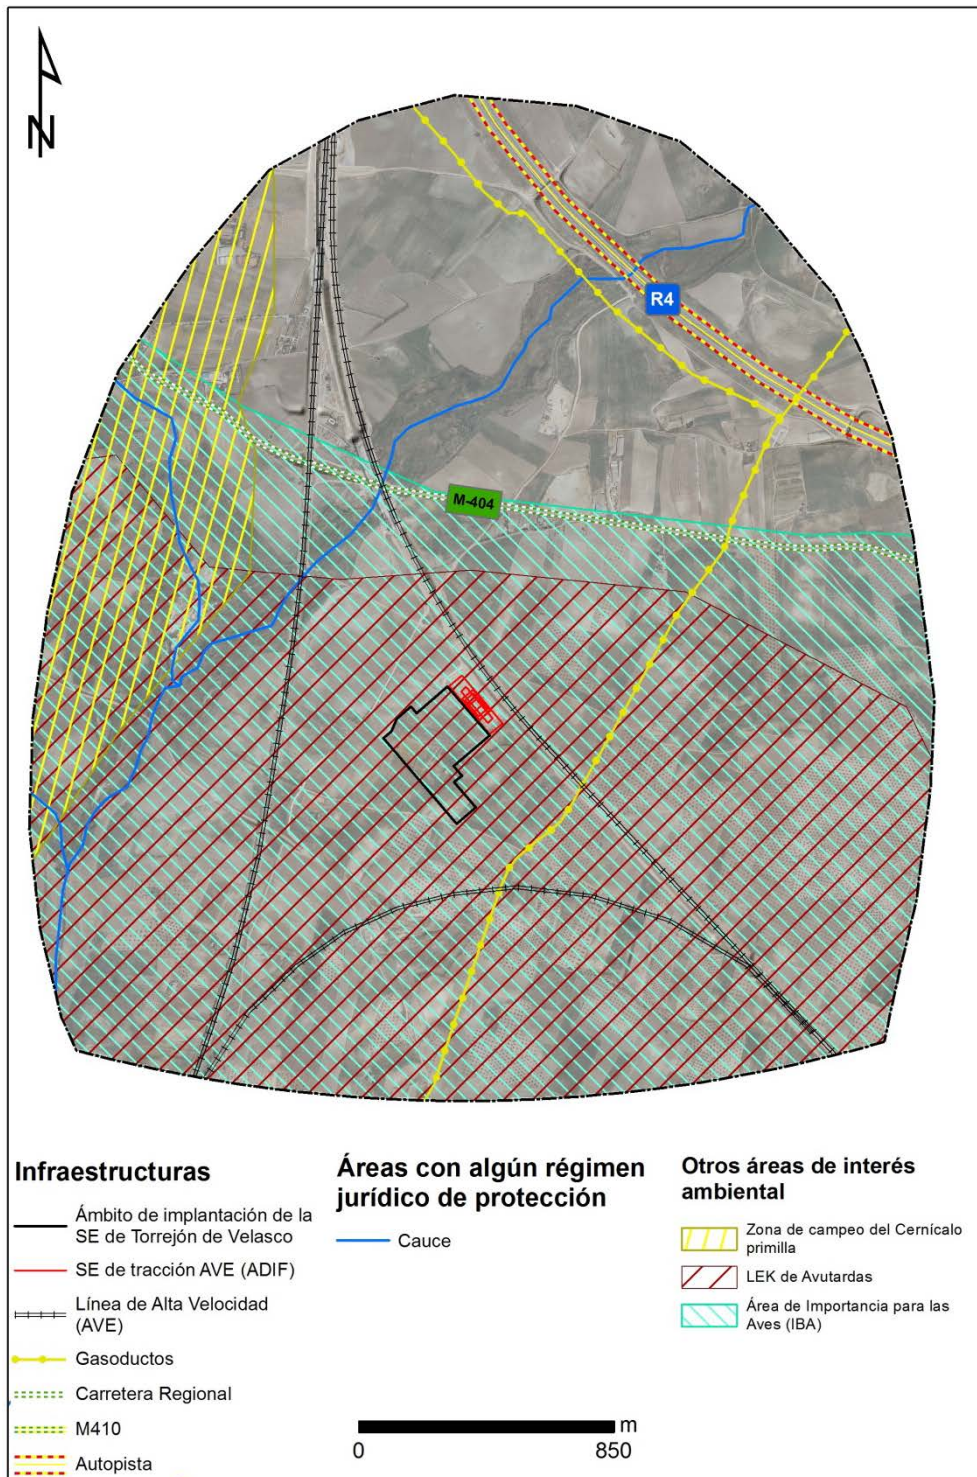 N
R4
M-404
Infraestructuras
Ámbito de implantación de la
SE de Torrejón de Velasco
SE de tracción AVE (ADIF)
Línea de Alta Velocidad
(AVE)
Gasoductos
Carretera Regional
M410
Autopista
Áreas con algún régimen
jurídico de protección
Cauce
Otros áreas de interés
ambiental
Zona de campeo del Cernícalo
primilla
LEK de Avutardas
Área de Importancia para las
Aves (IBA)
m
0 850